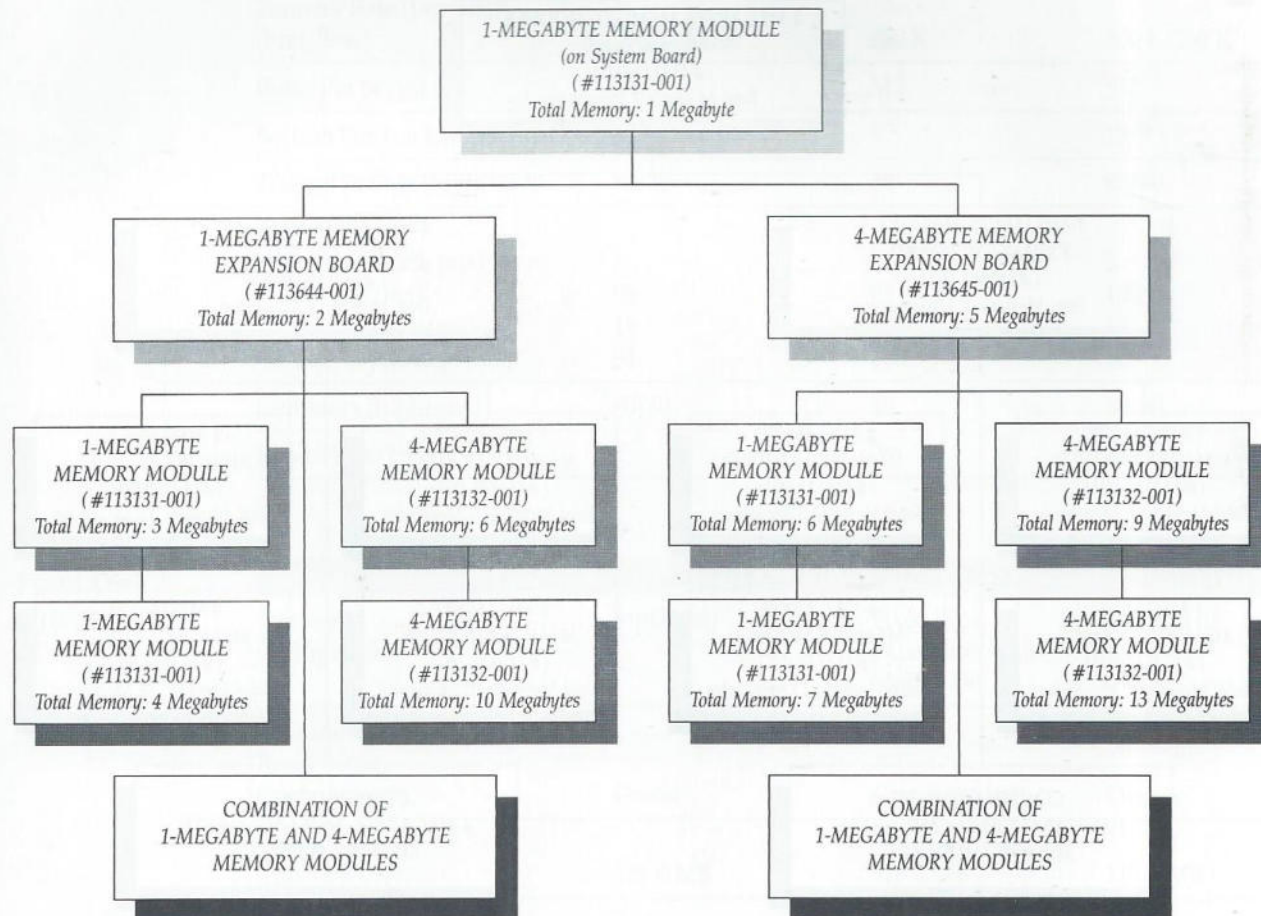 1-MEGABYTE MEMORY MODULE
(on System Board)
(#113131-001)
Total Memory: 1 Megabyte
1-MEGABYTE MEMORY
EXPANSION BOARD
(#113644-001)
Total Memory: 2 Megabytes
4-MEGABYTE MEMORY
EXPANSION BOARD
(#113645-001)
Total Memory: 5 Megabytes
1-MEGABYTE
MEMORY MODULE
(#113131-001)
Total Memory: 3 Megabytes
4-MEGABYTE
MEMORY MODULE
(#113132-001)
Total Memory: 6 Megabytes
1-MEGABYTE
MEMORY MODULE
(#113131-001)
Total Memory: 6 Megabytes
4-MEGABYTE
MEMORY MODULE
(#113132-001)
Total Memory: 9 Megabytes
1-MEGABYTE
MEMORY MODULE
(#113131-001)
Total Memory: 4 Megabytes
4-MEGABYTE
MEMORY MODULE
(#113132-001)
Total Memory: 10 Megabytes
1-MEGABYTE
MEMORY MODULE
(#113131-001)
Total Memory: 7 Megabytes
4-MEGABYTE
MEMORY MODULE
(#113132-001)
Total Memory: 13 Megabytes
COMBINATION OF
1-MEGABYTE AND 4-MEGABYTE
MEMORY MODULES
COMBINATION OF
1-MEGABYTE AND 4-MEGABYTE
MEMORY MODULES